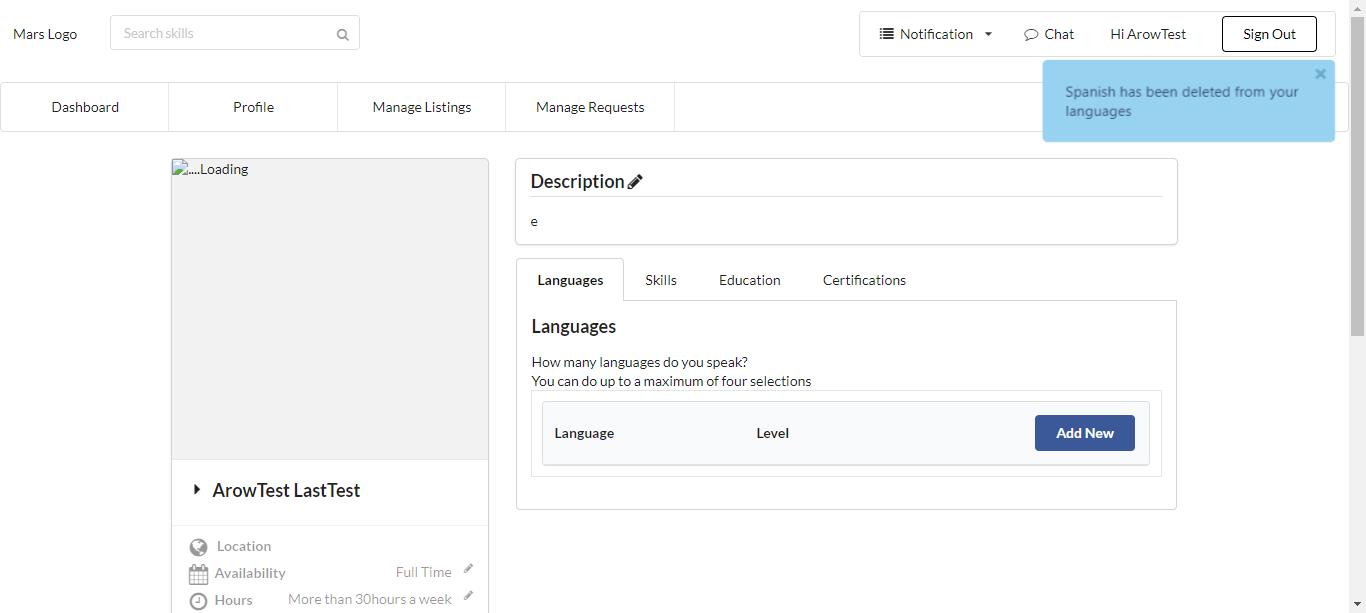 Mars Logo
Search skills
Notification
Chat
Hi ArowTest
Sign Out
Dashboard
Profile
Manage Listings
Manage Requests
Spanish has been deleted from your
languages
....Loading
Description
e
Languages
Skills
Education
Certifications
Languages
How many languages do you speak?
You can do up to a maximum of four selections
Language
Level
Add New
ArowTest LastTest
Location
Availability
Full Time
Hours
More than 30hours a week